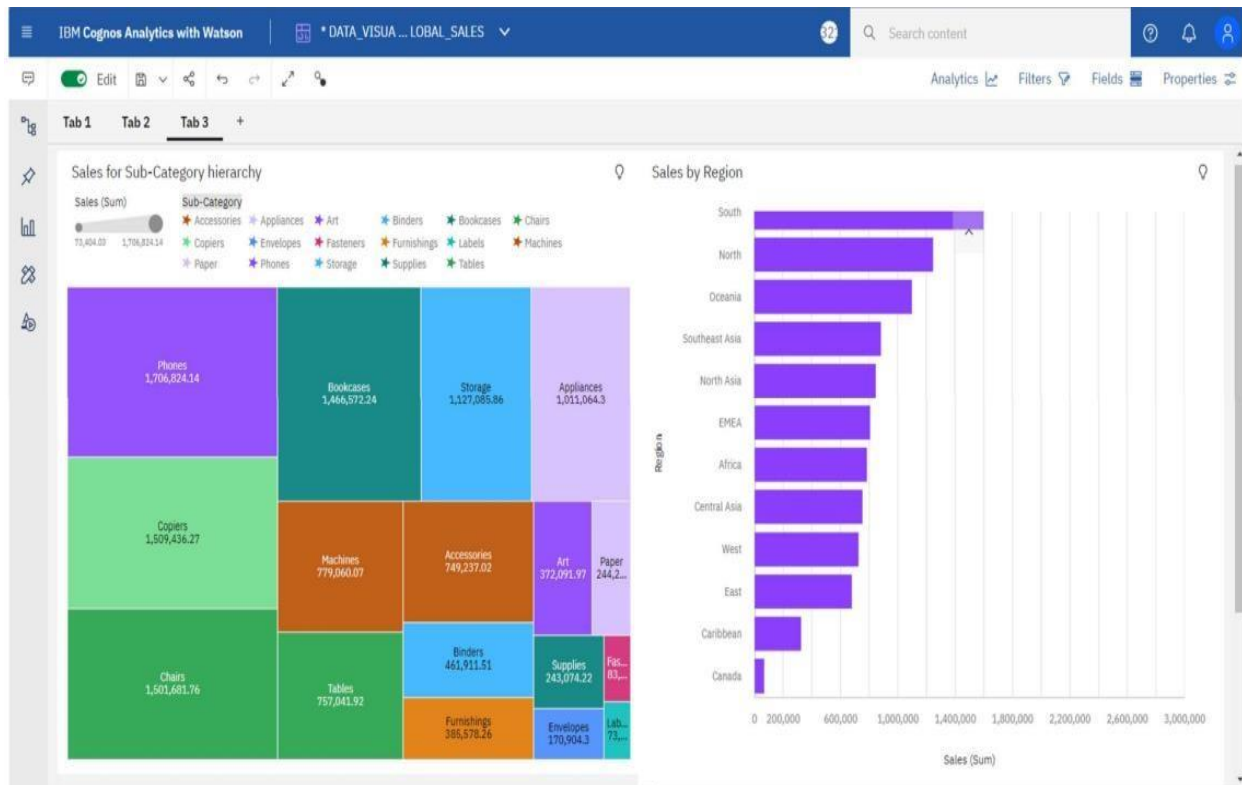 IBM Cognos Analytics with Watson
* DATA_VISUA ... LOBAL_SALES
Search content
Edit
Analytics
Filters
Fields
Properties
Tab 1 Tab 2 Tab 3 +
Sales for Sub-Category hierarchy
Sales (Sum)
73,404.03 1,706,824.14
Sub-Category
Accessories Appliances Art Binders Bookcases Chairs
Copiers Envelopes Fasteners Furnishings Labels Machines
Paper Phones Storage Supplies Tables
Phones
1,706,824.14
Bookcases
1,466,572.24
Storage
1,127,085.86
Appliances
1,011,064.3
Copiers
1,509,436.27
Machines
779,060.07
Accessories
749,237.02
Art
372,091.97
Paper
244,2...
Chairs
1,501,681.76
Tables
757,041.92
Binders
461,911.51
Furnishings
385,578.26
Supplies
243,074.22
Fas...
83,...
Envelopes
170,904.3
Lab...
73,...
Sales by Region
Region
South
North
Oceania
Southeast Asia
North Asia
EMEA
Africa
Central Asia
West
East
Caribbean
Canada
0 200,000 600,000 1,000,000 1,400,000 1,800,000 2,200,000 2,600,000 3,000,000
Sales (Sum)